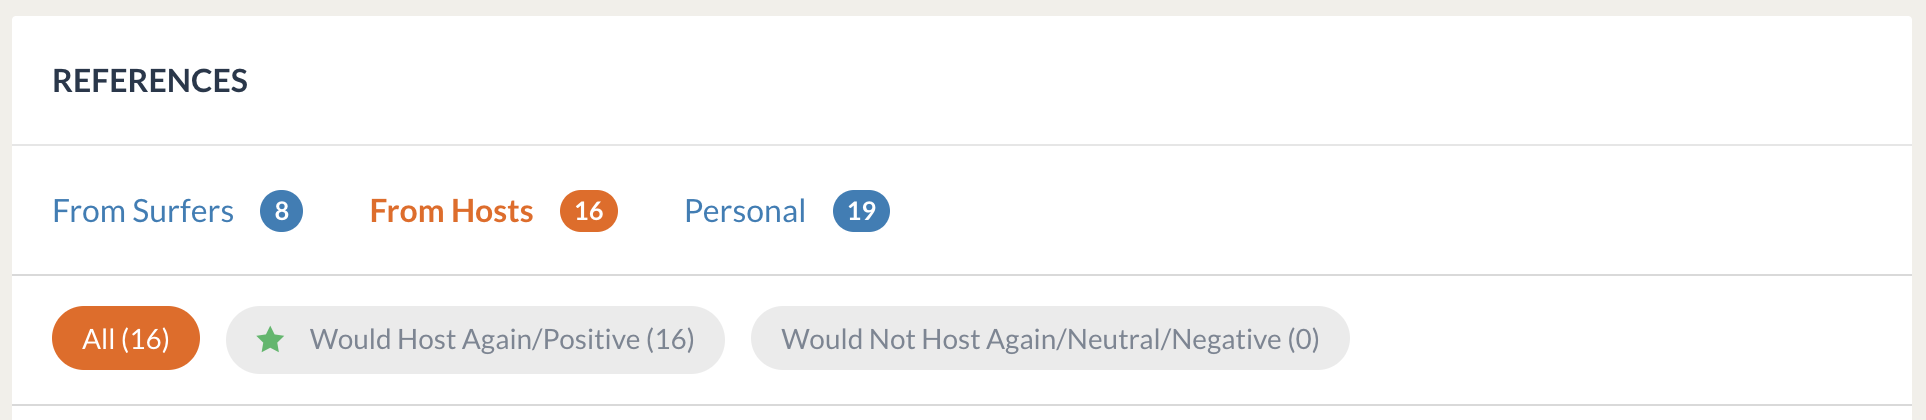 REFERENCES
From Surfers 8 From Hosts 16 Personal 19
All (16) Would Host Again/Positive (16) Would Not Host Again/Neutral/Negative (0)